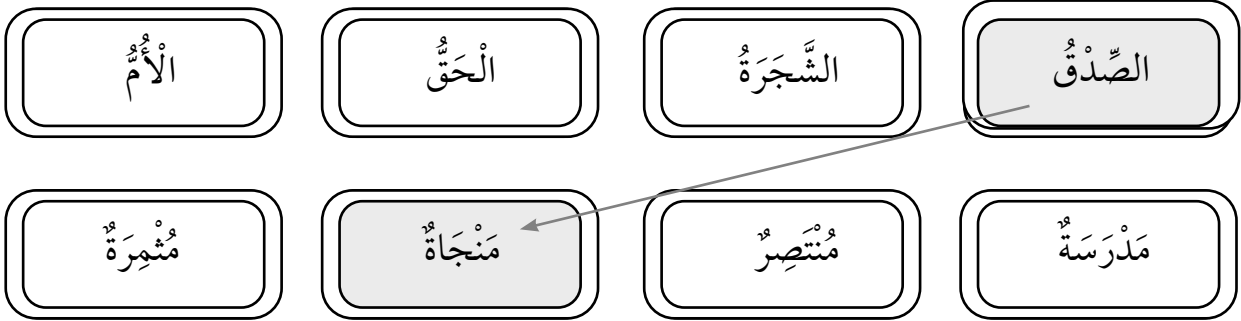 الصِّدْقُ الشَّجَرَةُ الْحَقُّ الْأُمُّ
مَدْرَسَةٌ مُنْتَصِرٌ مَنْجَاةٌ مُثْمِرَةٌ